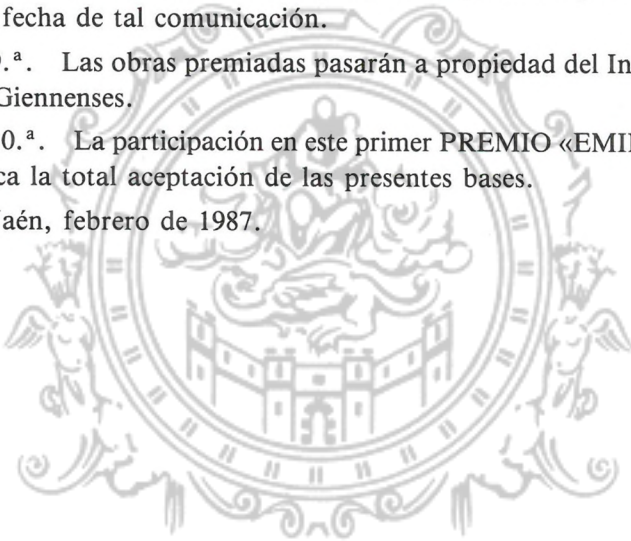 fecha de tal comunicación.
.ª. Las obras premiadas pasarán a propiedad del In
Giennenses.
0.ª. La participación en este primer PREMIO «EMI
ca la total aceptación de las presentes bases.
aén, febrero de 1987.